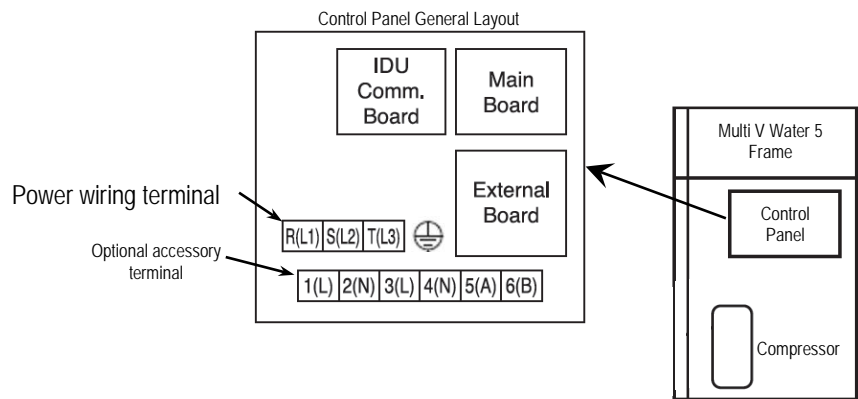 Control Panel General Layout
IDU
Comm.
Board
Main
Board
External
Board
Power wiring terminal
R(L1) S(L2) T(L3)
Optional accessory
terminal
1(L) 2(N) 3(L) 4(N) 5(A) 6(B)
Multi V Water 5
Frame
Control
Panel
Compressor